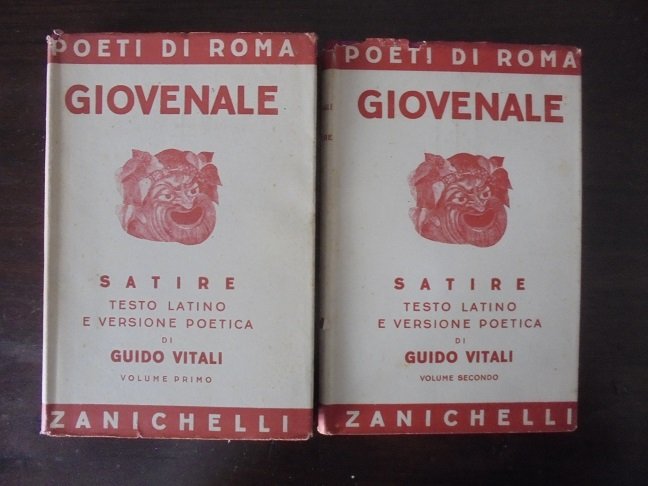 POETI DI ROMA
GIOVENALE
SATIRE
TESTO LATINO
E VERSIONE POETICA
DI
GUIDO VITALI
VOLUME PRIMO
ZANICHELLI
POETI DI ROMA
GIOVENALE
SATIRE
TESTO LATINO
E VERSIONE POETICA
DI
GUIDO VITALI
VOLUME SECONDO
ZANICHELLI